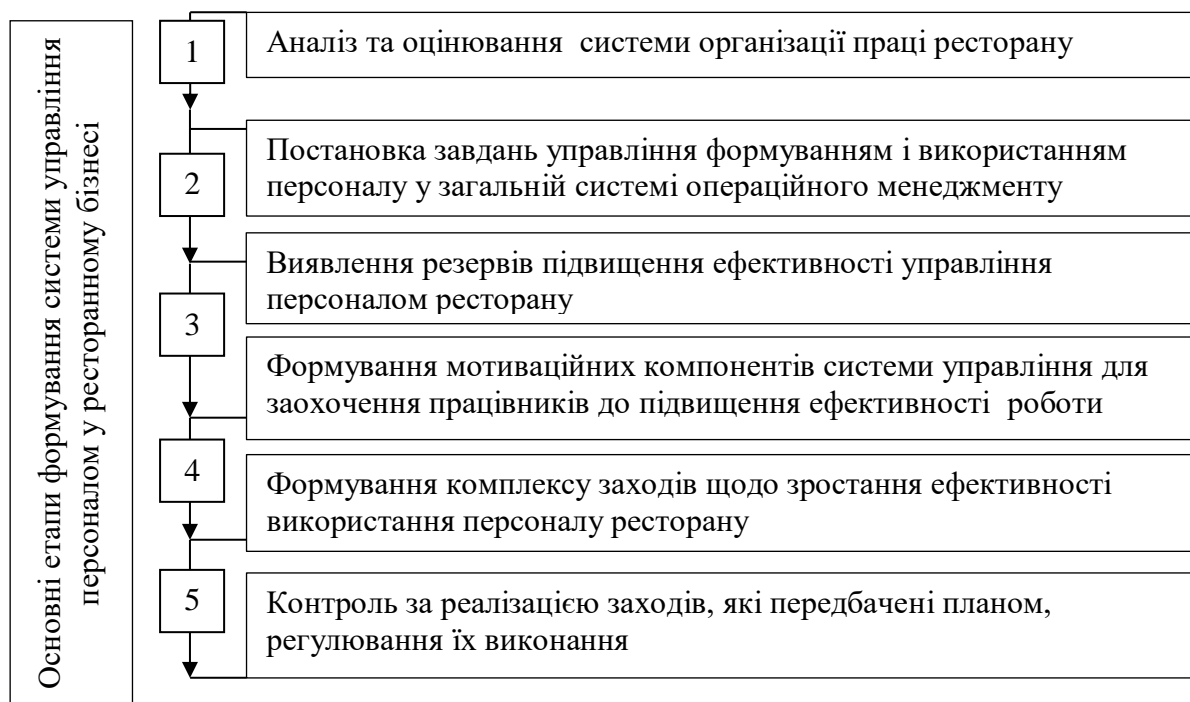 Основні етапи формування системи управління
персоналом у ресторанному бізнесі
1
Аналіз та оцінювання системи організації праці ресторану
2
Постановка завдань управління формуванням і використанням
персоналу у загальній системі операційного менеджменту
Виявлення резервів підвищення ефективності управління
персоналом ресторану
3
Формування мотиваційних компонентів системи управління для
заохочення працівників до підвищення ефективності роботи
4
Формування комплексу заходів щодо зростання ефективності
використання персоналу ресторану
5
Контроль за реалізацією заходів, які передбачені планом,
регулювання їх виконання